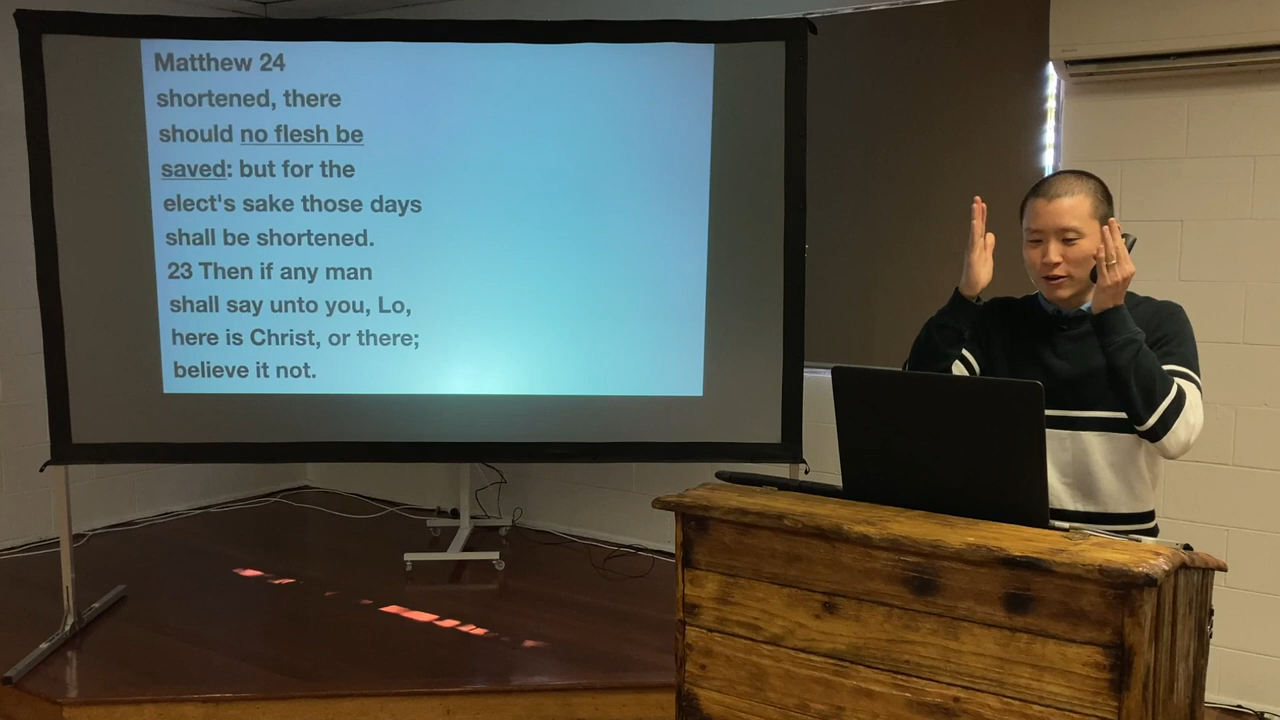 Matthew 24
shortened, there
should no flesh be
saved: but for the
elect's sake those days
shall be shortened.
23 Then if any man
shall say unto you, Lo,
here is Christ, or there;
believe it not.